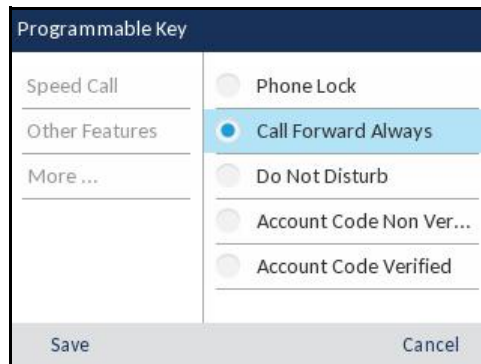 Programmable Key
Speed Call
Other Features
More ...
Phone Lock
Call Forward Always
Do Not Disturb
Account Code Non Ver...
Account Code Verified
Save
Cancel